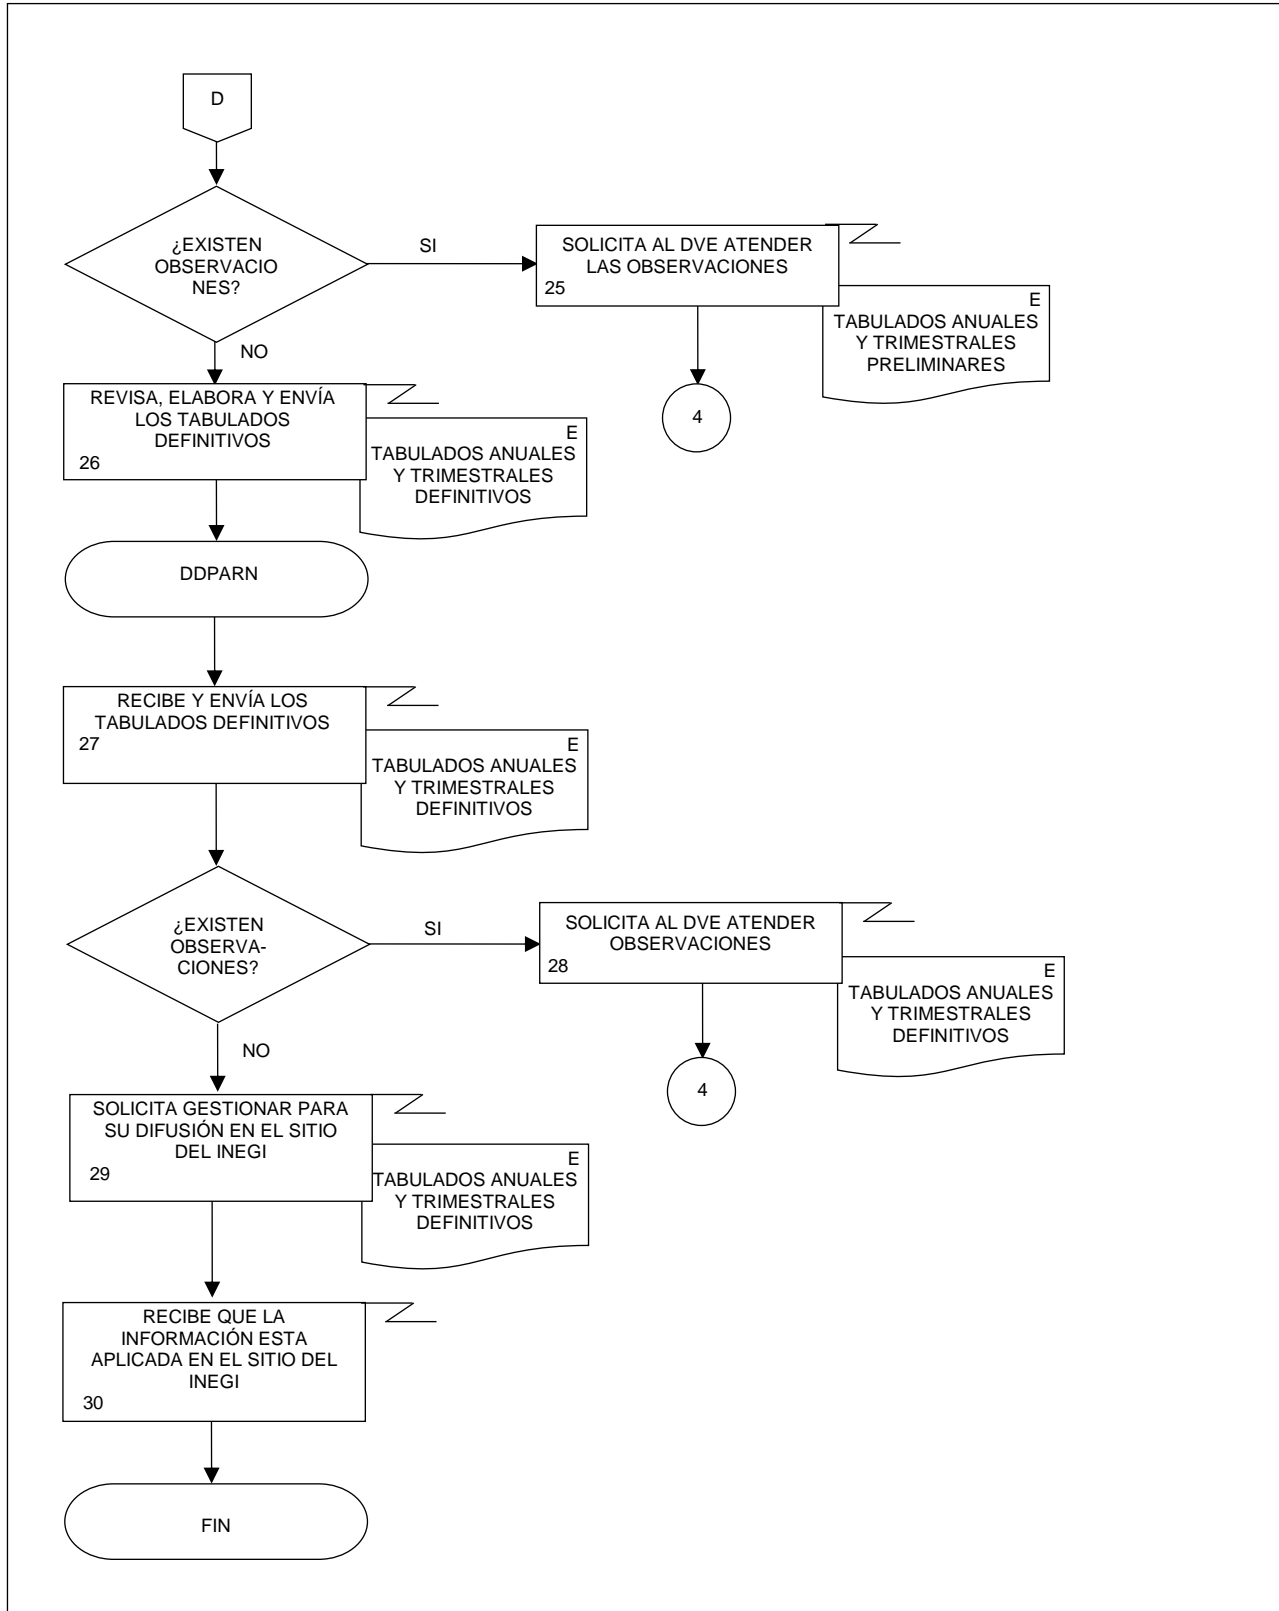 D
¿EXISTEN
OBSERVACIO
NES?
SI
SOLICITA AL DVE ATENDER
LAS OBSERVACIONES
25
E
TABULADOS ANUALES
Y TRIMESTRALES
PRELIMINARES
4
NO
REVISA, ELABORA Y ENVÍA
LOS TABULADOS
DEFINITIVOS
26
E
TABULADOS ANUALES
Y TRIMESTRALES
DEFINITIVOS
DDPARN
RECIBE Y ENVÍA LOS
TABULADOS DEFINITIVOS
27
E
TABULADOS ANUALES
Y TRIMESTRALES
DEFINITIVOS
¿EXISTEN
OBSERVA-
CIONES?
SI
SOLICITA AL DVE ATENDER
OBSERVACIONES
28
E
TABULADOS ANUALES
Y TRIMESTRALES
DEFINITIVOS
4
NO
SOLICITA GESTIONAR PARA
SU DIFUSIÓN EN EL SITIO
DEL INEGI
29
E
TABULADOS ANUALES
Y TRIMESTRALES
DEFINITIVOS
RECIBE QUE LA
INFORMACIÓN ESTA
APLICADA EN EL SITIO DEL
INEGI
30
FIN